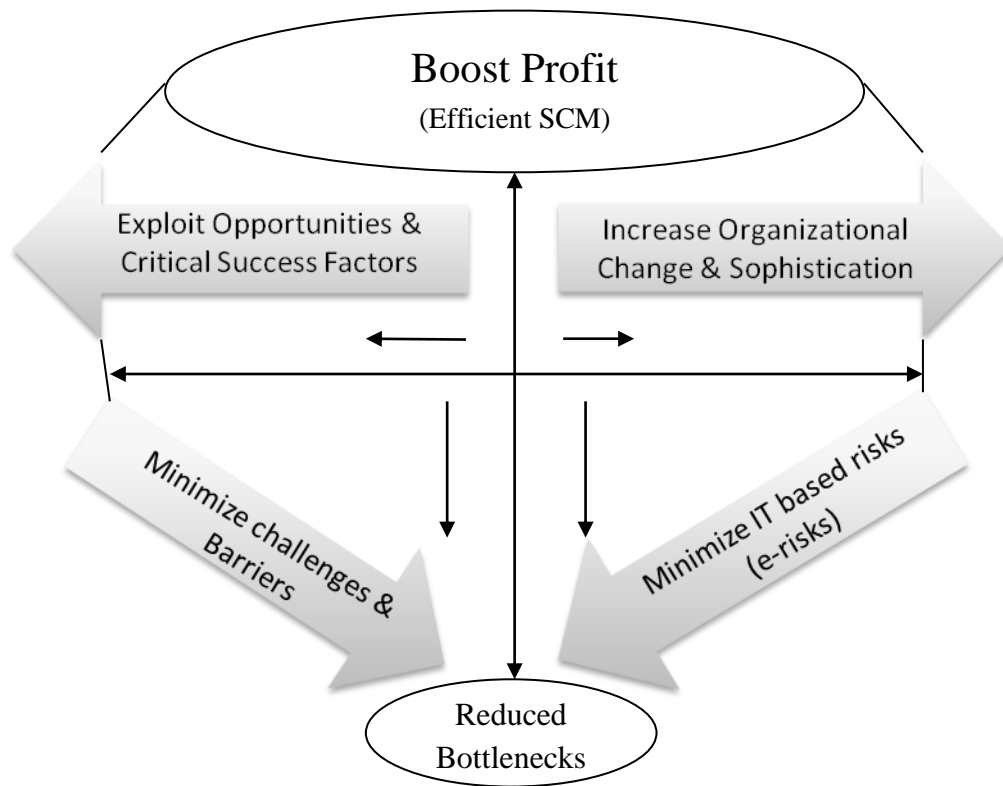 Boost Profit
(Efficient SCM)
Exploit Opportunities &
Critical Success Factors
Increase Organizational
Change & Sophistication
Minimize challenges &
Barriers
Minimize IT based risks
(e-risks)
Reduced
Bottlenecks